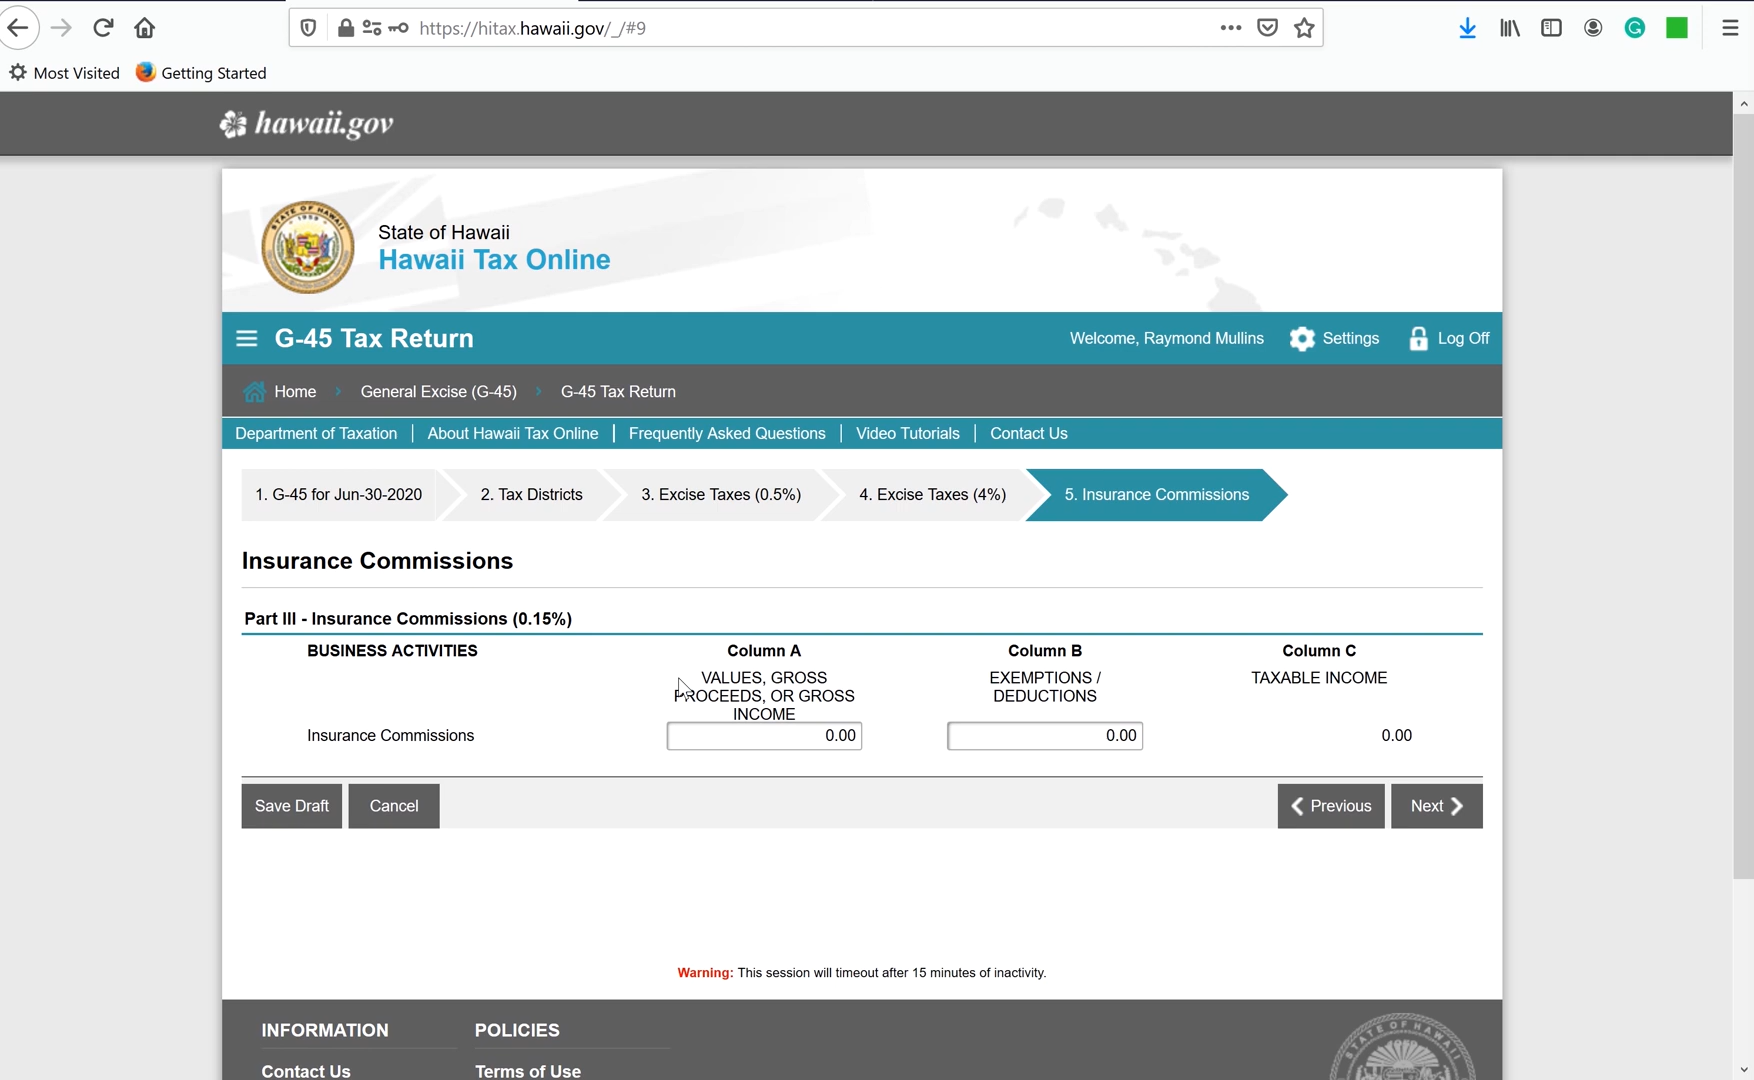 https://hitax.hawaii.gov/_/#9
Most Visited
Getting Started
hawaii.gov
State of Hawaii
Hawaii Tax Online
G-45 Tax Return
Welcome, Raymond Mullins
Settings
Log Off
Home
General Excise (G-45)
G-45 Tax Return
Department of Taxation
About Hawaii Tax Online
Frequently Asked Questions
Video Tutorials
Contact Us
1. G-45 for Jun-30-2020
2. Tax Districts
3. Excise Taxes (0.5%)
4. Excise Taxes (4%)
5. Insurance Commissions
Insurance Commissions
Part III - Insurance Commissions (0.15%)
BUSINESS ACTIVITIES
Column A
Column B
Column C
VALUES, GROSS
PROCEEDS, OR GROSS
INCOME
EXEMPTIONS /
DEDUCTIONS
TAXABLE INCOME
Insurance Commissions
0.00
0.00
0.00
Save Draft
Cancel
Previous
Next
Warning: This session will timeout after 15 minutes of inactivity.
INFORMATION
POLICIES
STATE OF HAWAII
Contact Us
Terms of Use